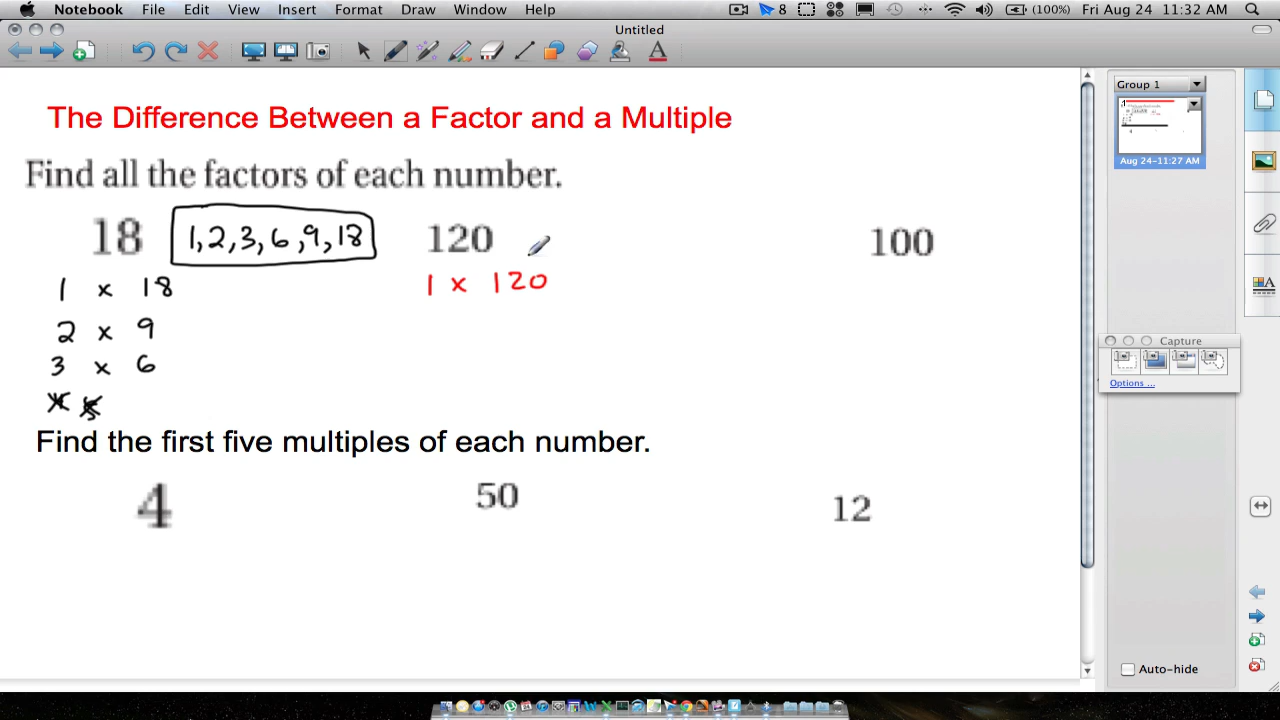 Notebook File Edit View Insert Format Draw Window Help 8 (100%) Fri Aug 24 11:32 AM
Untitled
Group 1
Aug 24-11:27 AM
The Difference Between a Factor and a Multiple
Find all the factors of each number.
18 1,2,3,6,9,18 120 100
1 x 18 1 x 120
2 x 9
3 x 6
Capture
Options ...
Find the first five multiples of each number.
4 50 12
Auto-hide